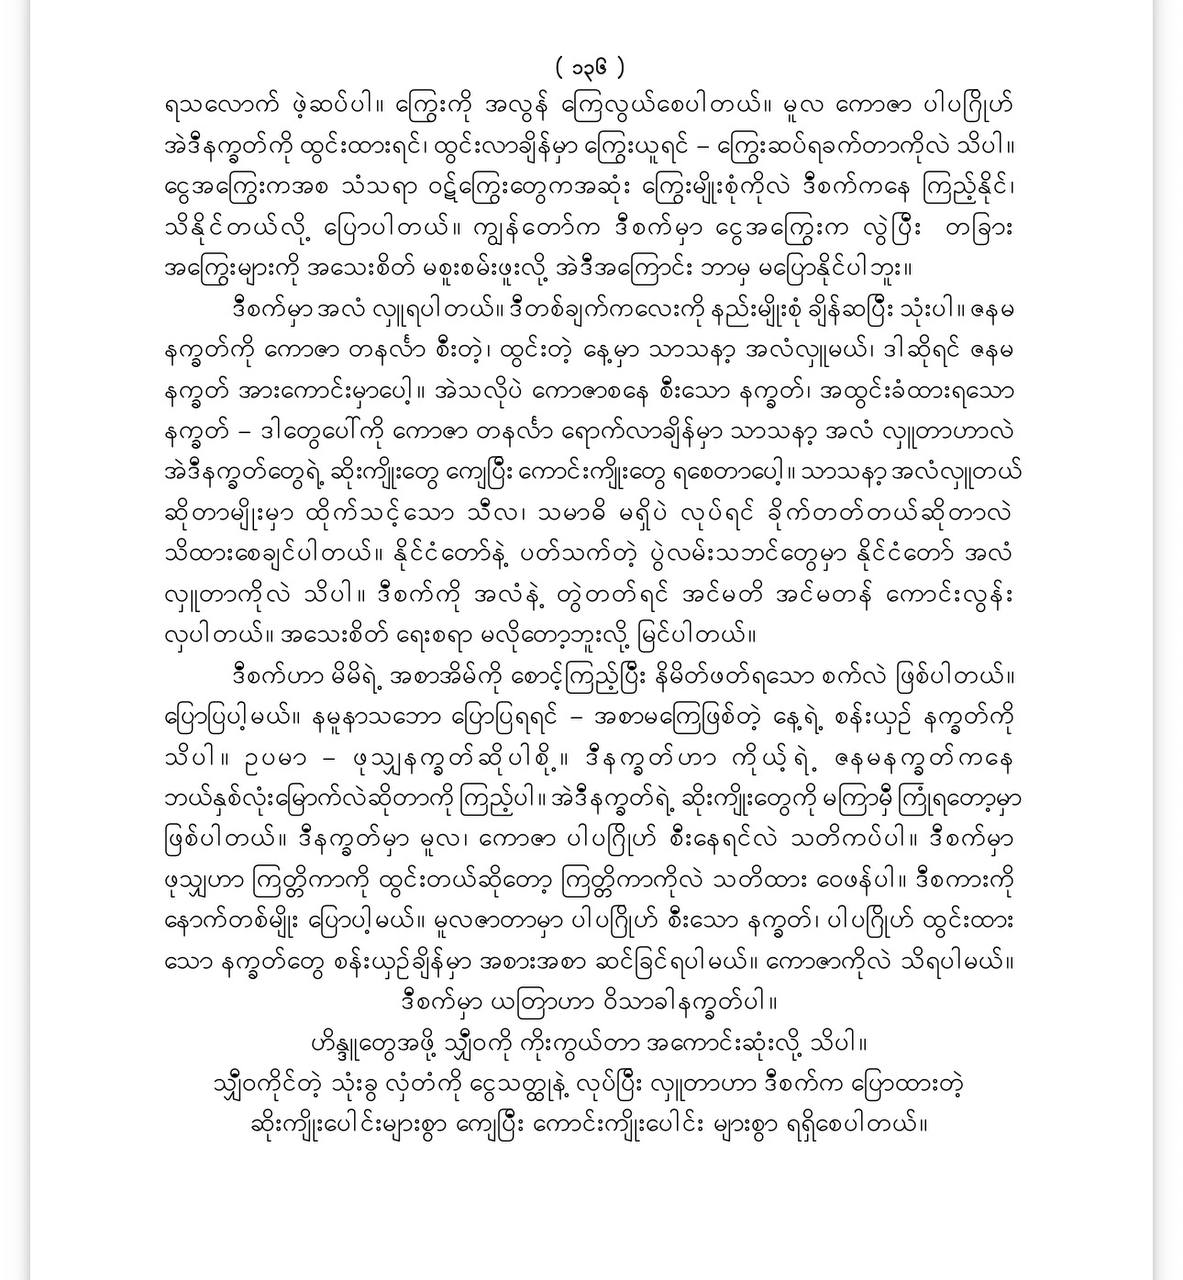 ( ၁၃၆ )
ရသလောက် ဖဲ့ဆပ်ပါ။ ကြွေးကို အလွန် ကြေလွယ်စေပါတယ်။ မူလ ကောဇာ ပါပဂြိုဟ်
အဲဒီနက္ခတ်ကို ထွင်းထားရင်၊ ထွင်းလာချိန်မှာ ကြွေးယူရင် – ကြွေးဆပ်ရခက်တာကိုလဲ သိပါ။
ငွေအကြွေးကအစ သံသရာ ဝဋ်ကြွေးတွေကအဆုံး ကြွေးမျိုးစုံကိုလဲ ဒီစက်ကနေ ကြည့်နိုင်၊
သိနိုင်တယ်လို့ ပြောပါတယ်။ ကျွန်တော်က ဒီစက်မှာ ငွေအကြွေးက လွဲပြီး တခြား
အကြွေးများကို အသေးစိတ် မစူးစမ်းဖူးလို့ အဲဒီအကြောင်း ဘာမှ မပြောနိုင်ပါဘူး။
ဒီစက်မှာ အလံ လှူရပါတယ်။ ဒီတစ်ချက်ကလေးကို နည်းမျိုးစုံ ချိန်ဆပြီး သုံးပါ။ ဇနမ
နက္ခတ်ကို ကောဇာ တနင်္လာ စီးတဲ့၊ ထွင်းတဲ့ နေ့မှာ သာသနာ့ အလံလှူမယ်၊ ဒါဆိုရင် ဇနမ
နက္ခတ် အားကောင်းမှာပေါ့။ အဲသလိုပဲ ကောဇာစနေ စီးသော နက္ခတ်၊ အထွင်းခံထားရသော
နက္ခတ် – ဒါတွေပေါ်ကို ကောဇာ တနင်္လာ ရောက်လာချိန်မှာ သာသနာ့ အလံ လှူတာဟာလဲ
အဲဒီနက္ခတ်တွေရဲ့ ဆိုးကျိုးတွေ ကျေပြီး ကောင်းကျိုးတွေ ရစေတာပေါ့။ သာသနာ့ အလံလှူတယ်
ဆိုတာမျိုးမှာ ထိုက်သင့်သော သီလ၊ သမာဓိ မရှိပဲ လုပ်ရင် ခိုက်တတ်တယ်ဆိုတာလဲ
သိထားစေချင်ပါတယ်။ နိုင်ငံတော်နဲ့ ပတ်သက်တဲ့ ပွဲလမ်းသဘင်တွေမှာ နိုင်ငံတော် အလံ
လှူတာကိုလဲ သိပါ။ ဒီစက်ကို အလံနဲ့ တွဲတတ်ရင် အင်မတိ အင်မတန် ကောင်းလွန်း
လှပါတယ်။ အသေးစိတ် ရေးစရာ မလိုတော့ဘူးလို့ မြင်ပါတယ်။
ဒီစက်ဟာ မိမိရဲ့ အစာအိမ်ကို စောင့်ကြည့်ပြီး နိမိတ်ဖတ်ရသော စက်လဲ ဖြစ်ပါတယ်။
ပြောပြပါ့မယ်။ နမူနာသဘော ပြောပြရရင် – အစာမကြေဖြစ်တဲ့ နေ့ရဲ့ စန်းယှဉ် နက္ခတ်ကို
သိပါ။ ဥပမာ – ဖုသျှနက္ခတ်ဆိုပါစို့။ ဒီနက္ခတ်ဟာ ကိုယ့်ရဲ့ ဇနမနက္ခတ်ကနေ
ဘယ်နှစ်လုံးမြောက်လဲဆိုတာကို ကြည့်ပါ။ အဲဒီနက္ခတ်ရဲ့ ဆိုးကျိုးတွေကို မကြာမှီ ကြုံရတော့မှာ
ဖြစ်ပါတယ်။ ဒီနက္ခတ်မှာ မူလ၊ ကောဇာ ပါပဂြိုဟ် စီးနေရင်လဲ သတိကပ်ပါ။ ဒီစက်မှာ
ဖုသျှဟာ ကြတ္တိကာကို ထွင်းတယ်ဆိုတော့ ကြတ္တိကာကိုလဲ သတိထား ဝေဖန်ပါ။ ဒီစကားကို
နောက်တစ်မျိုး ပြောပါ့မယ်။ မူလဇာတာမှာ ပါပဂြိုဟ် စီးသော နက္ခတ်၊ ပါပဂြိုဟ် ထွင်းထား
သော နက္ခတ်တွေ စန်းယှဉ်ချိန်မှာ အစားအစာ ဆင်ခြင်ရပါမယ်။ ကောဇာကိုလဲ သိရပါမယ်။
ဒီစက်မှာ ယတြာဟာ ဝိသာခါနက္ခတ်ပါ။
ဟိန္ဒူတွေအဖို့ သျှီဝကို ကိုးကွယ်တာ အကောင်းဆုံးလို့ သိပါ။
သျှီဝကိုင်တဲ့ သုံးခွ လှံတံကို ငွေသတ္ထုနဲ့ လုပ်ပြီး လှူတာဟာ ဒီစက်က ပြောထားတဲ့
ဆိုးကျိုးပေါင်းများစွာ ကျေပြီး ကောင်းကျိုးပေါင်း များစွာ ရရှိစေပါတယ်။